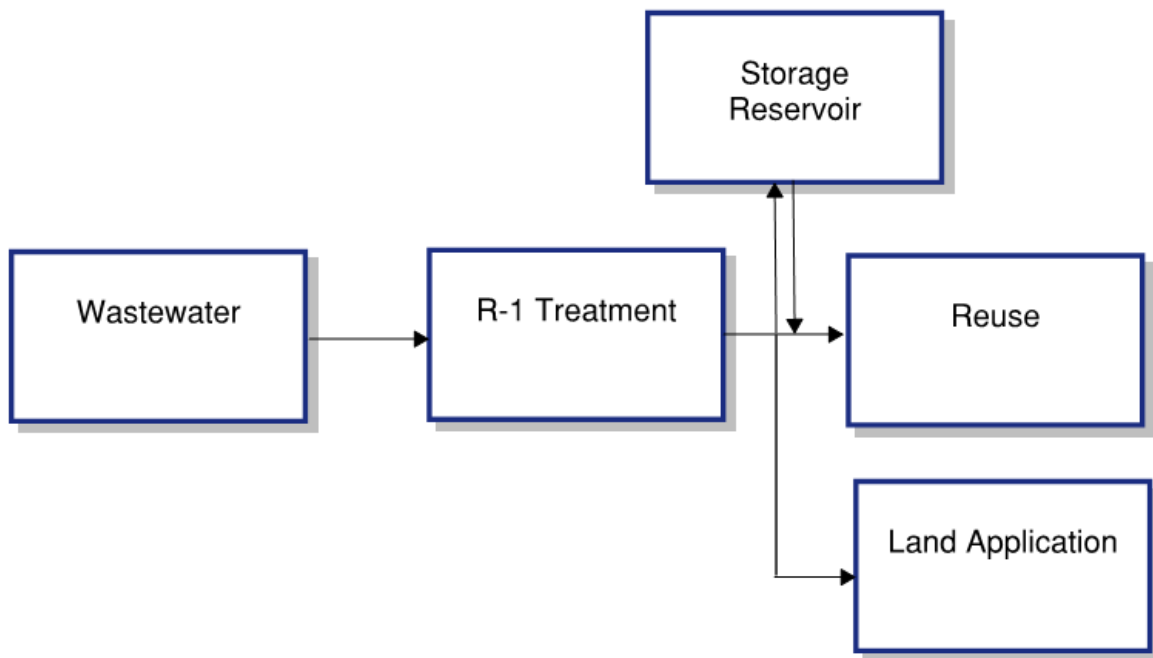 Storage
Reservoir
Wastewater
R-1 Treatment
Reuse
Land Application